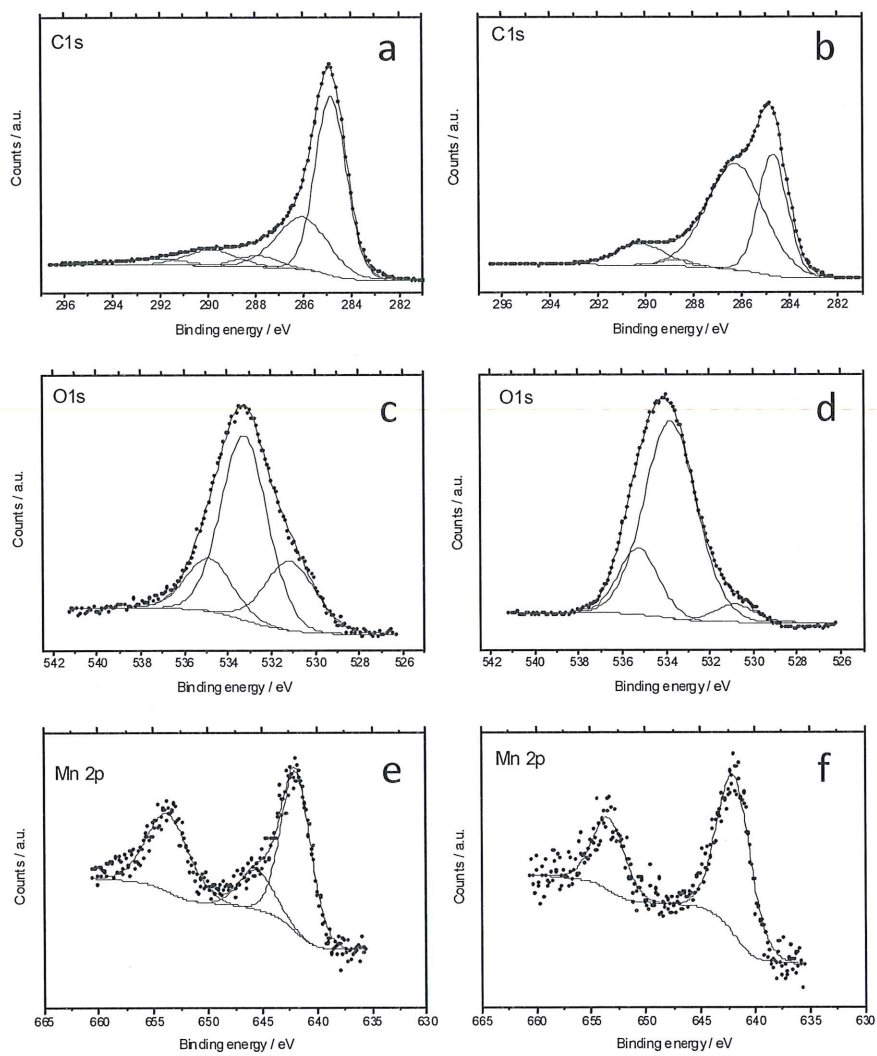 C1s
a
Counts / a.u.
296 294 292 290 288 286 284 282
Binding energy / eV
C1s
b
Counts / a.u.
296 294 292 290 288 286 284 282
Binding energy / eV
O1s
c
Counts / a.u.
542 540 538 536 534 532 530 528 526
Binding energy / eV
O1s
d
Counts / a.u.
542 540 538 536 534 532 530 528 526
Binding energy / eV
Mn 2p
e
Counts / a.u.
665 660 655 650 645 640 635 630
Binding energy / eV
Mn 2p
f
Counts / a.u.
665 660 655 650 645 640 635 630
Binding energy / eV